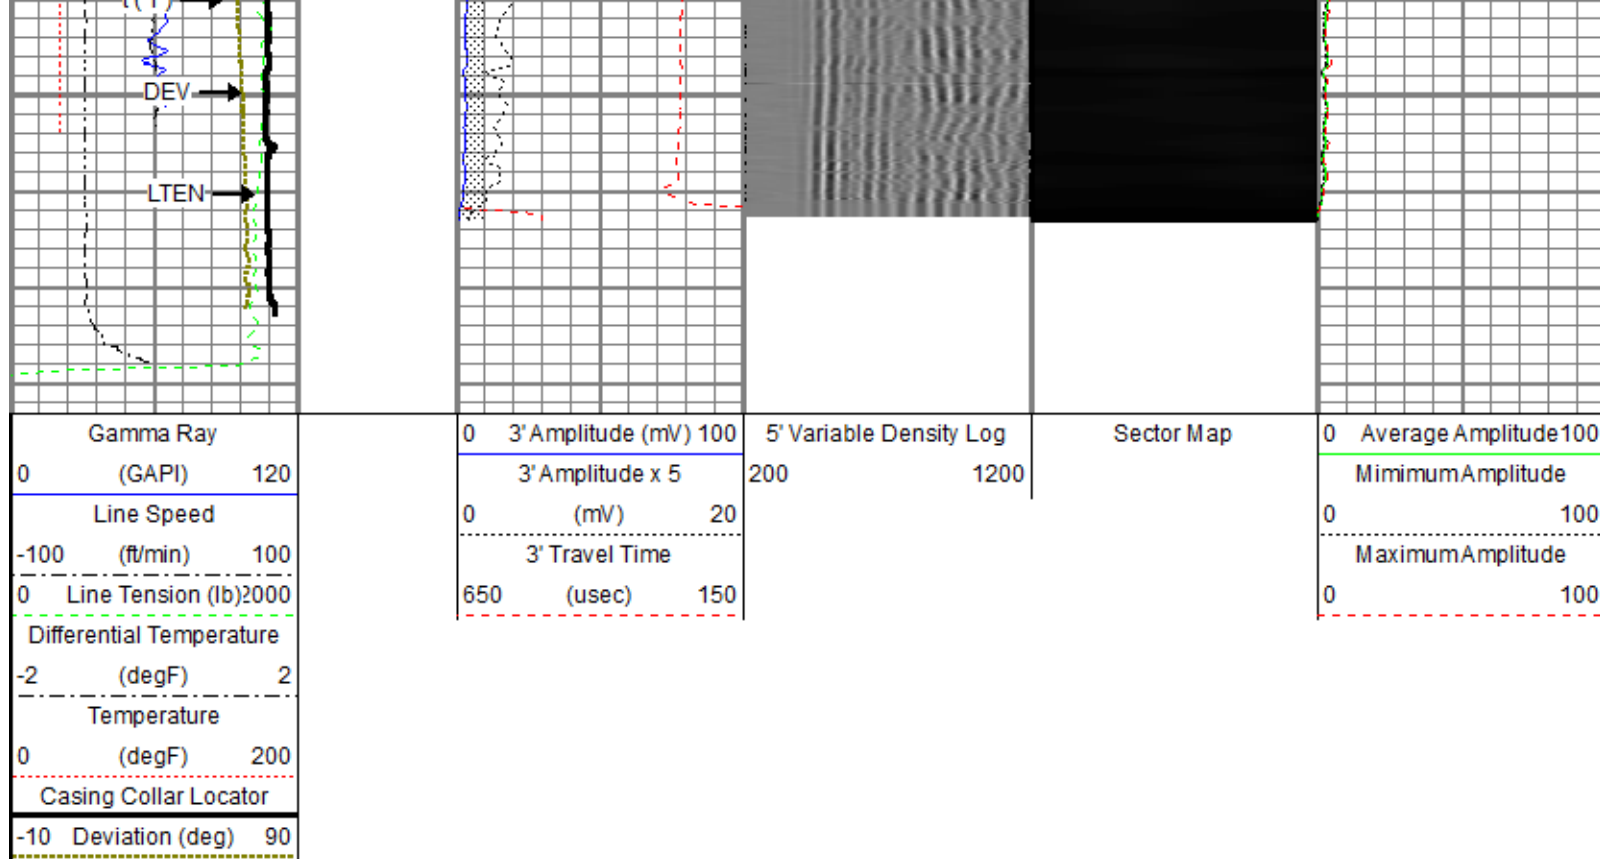 DEV
LTEN
Gamma Ray
0 (GAPI) 120
Line Speed
-100 (ft/min) 100
0 Line Tension (lb) 2000
Differential Temperature
-2 (degF) 2
Temperature
0 (degF) 200
Casing Collar Locator
-10 Deviation (deg) 90
0 3' Amplitude (mV) 100
3' Amplitude x 5
0 (mV) 20
3' Travel Time
650 (usec) 150
5' Variable Density Log
200 1200
Sector Map
0 Average Amplitude 100
Mimimum Amplitude
0 100
Maximum Amplitude
0 100